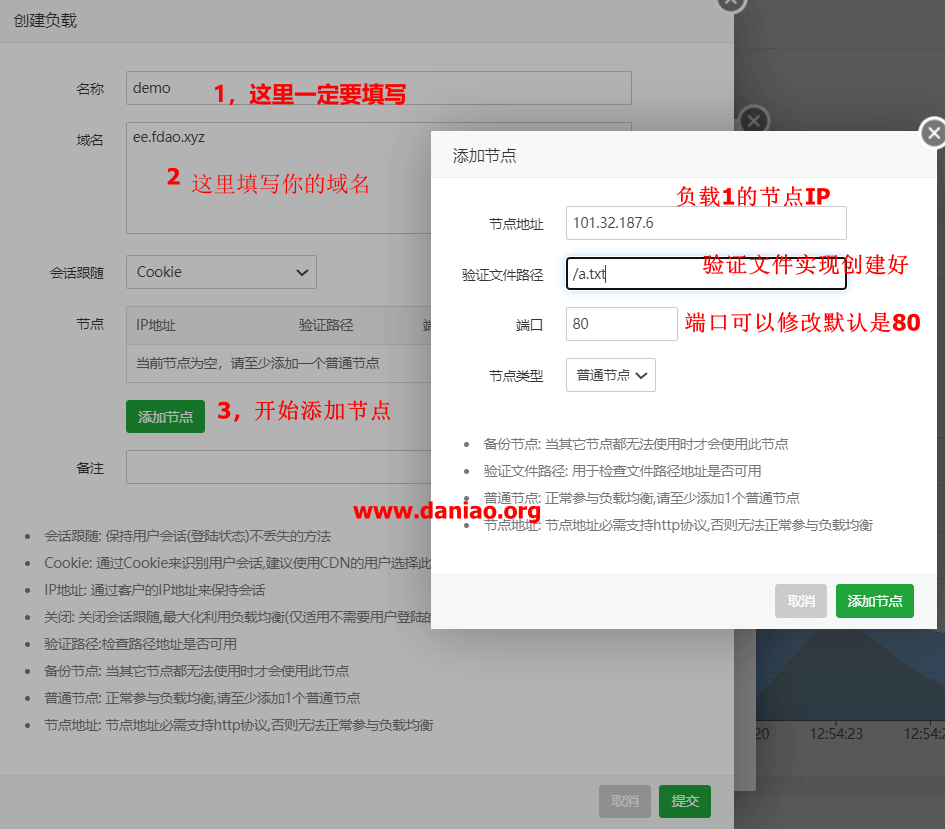 创建负载
名称
demo
1，这里一定要填写
域名
ee.fdao.xyz
2 这里填写你的域名
会话跟随
Cookie
节点
IP地址 验证路径
当前节点为空，请至少添加一个普通节点
添加节点
3，开始添加节点
备注
会话跟随: 保持用户会话(登陆状态)不丢失的方法
Cookie: 通过Cookie来识别用户会话,建议使用CDN的用户选择此
IP地址: 通过客户的IP地址来保持会话
关闭: 关闭会话跟随,最大化利用负载均衡(仅适用不需要用户登陆的
验证路径:检查路径地址是否可用
备份节点: 当其它节点都无法使用时才会使用此节点
普通节点: 正常参与负载均衡,请至少添加1个普通节点
节点地址: 节点地址必需支持http协议,否则无法正常参与负载均衡
取消
提交
添加节点
负载1的节点IP
节点地址
101.32.187.6
验证文件路径
/a.txt
验证文件实现创建好
端口
80
端口可以修改默认是80
节点类型
普通节点
备份节点: 当其它节点都无法使用时才会使用此节点
验证文件路径: 用于检查文件路径地址是否可用
普通节点: 正常参与负载均衡,请至少添加1个普通节点
www.daniao.org
节点地址: 节点地址必需支持http协议,否则无法正常参与负载均衡
取消
添加节点
20 12:54:23 12:54:2